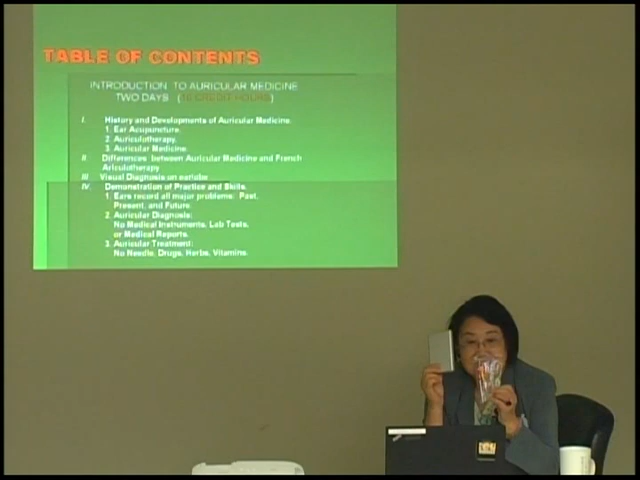 TABLE OF CONTENTS
INTRODUCTION TO AURICULAR MEDICINE
TWO DAYS (16 CREDIT HOURS)
I. History and Developments of Auricular Medicine.
1. Ear Acupuncture.
2. Auriculotherapy.
3. Auricular Medicine.
II. Differences between Auricular Medicine and French
Ariculotherapy
III. Visual Diagnosis on earlobe
IV. Demonstration of Practice and Skills.
1. Ears record all major problems: Past,
Present, and Future.
2. Auricular Diagnosis:
No Medical Instruments, Lab Tests,
or Medical Reports.
3. Auricular Treatment:
No Needle, Drugs, Herbs, Vitamins.